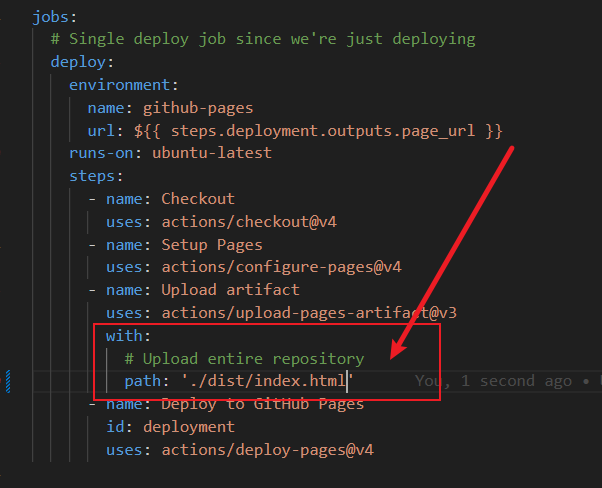 jobs:
# Single deploy job since we're just deploying
deploy:
environment:
name: github-pages
url: ${{ steps.deployment.outputs.page_url }}
runs-on: ubuntu-latest
steps:
- name: Checkout
uses: actions/checkout@v4
- name: Setup Pages
uses: actions/configure-pages@v4
- name: Upload artifact
uses: actions/upload-pages-artifact@v3
with:
# Upload entire repository
path: './dist/index.html' You, 1 second ago •
- name: Deploy to GitHub Pages
id: deployment
uses: actions/deploy-pages@v4